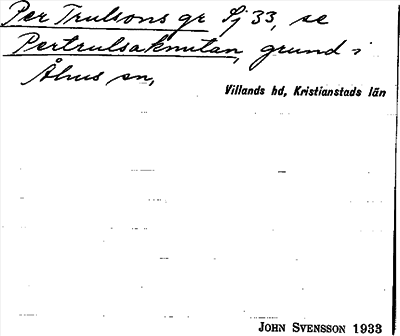 Per Trulsons gr Sj 33, se
Pertrulsaknutan, grund i
Åhus sn,
Villands hd, Kristianstads län
JOHN SVENSSON 1933